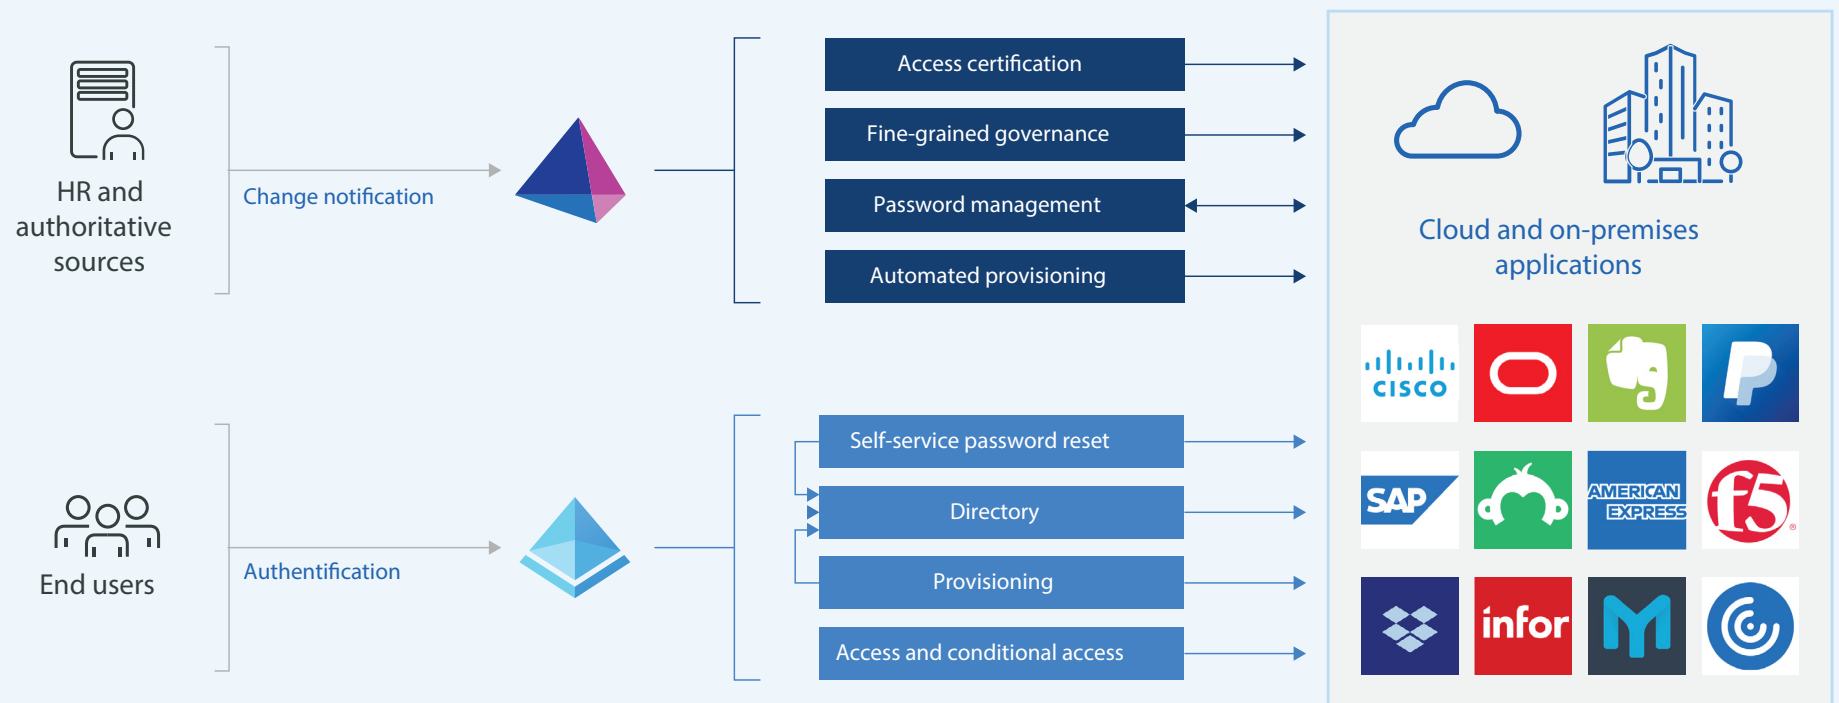 HR and
authoritative
sources
Change notification
Access certification
Fine-grained governance
Password management
Automated provisioning
End users
Authentification
Self-service password reset
Directory
Provisioning
Access and conditional access
Cloud and on-premises
applications
CISCO
SAP
AMERICAN
EXPRESS
f5
infor